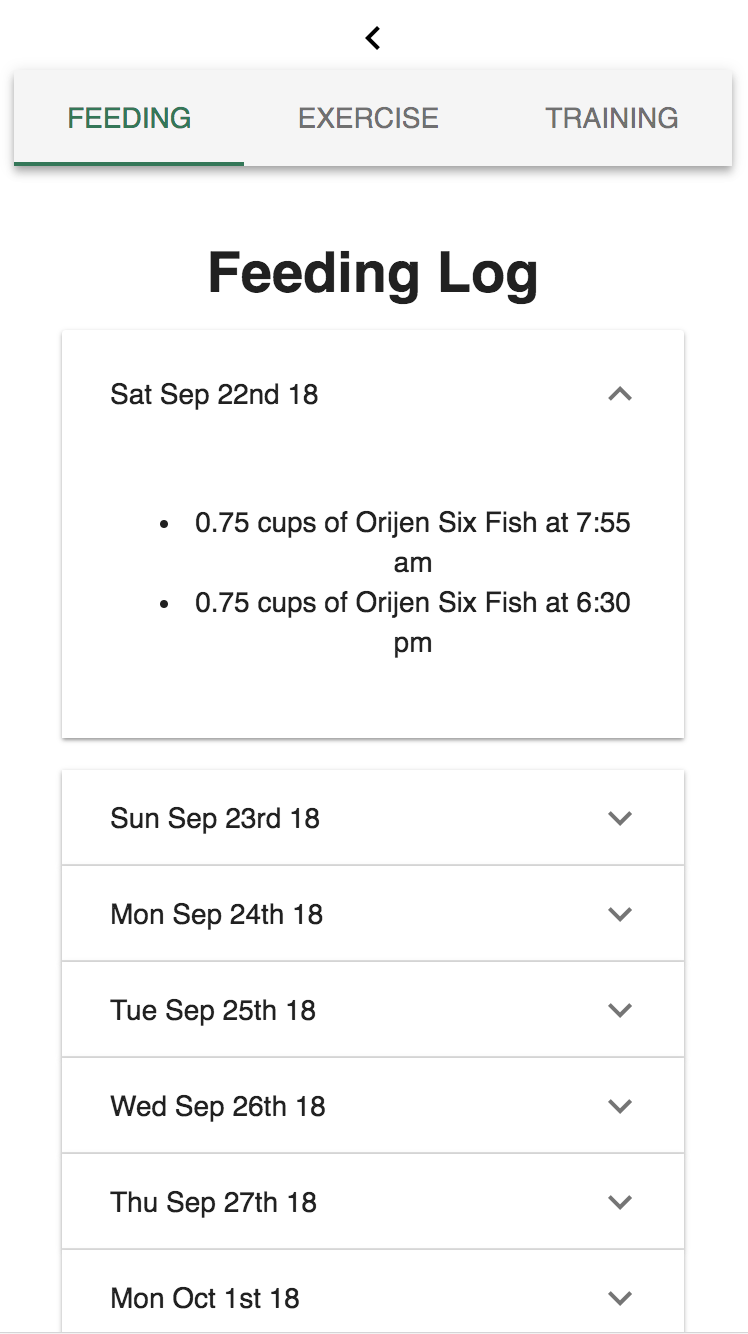 FEEDING EXERCISE TRAINING
Feeding Log
Sat Sep 22nd 18
• 0.75 cups of Orijen Six Fish at 7:55
am
• 0.75 cups of Orijen Six Fish at 6:30
pm
Sun Sep 23rd 18
Mon Sep 24th 18
Tue Sep 25th 18
Wed Sep 26th 18
Thu Sep 27th 18
Mon Oct 1st 18